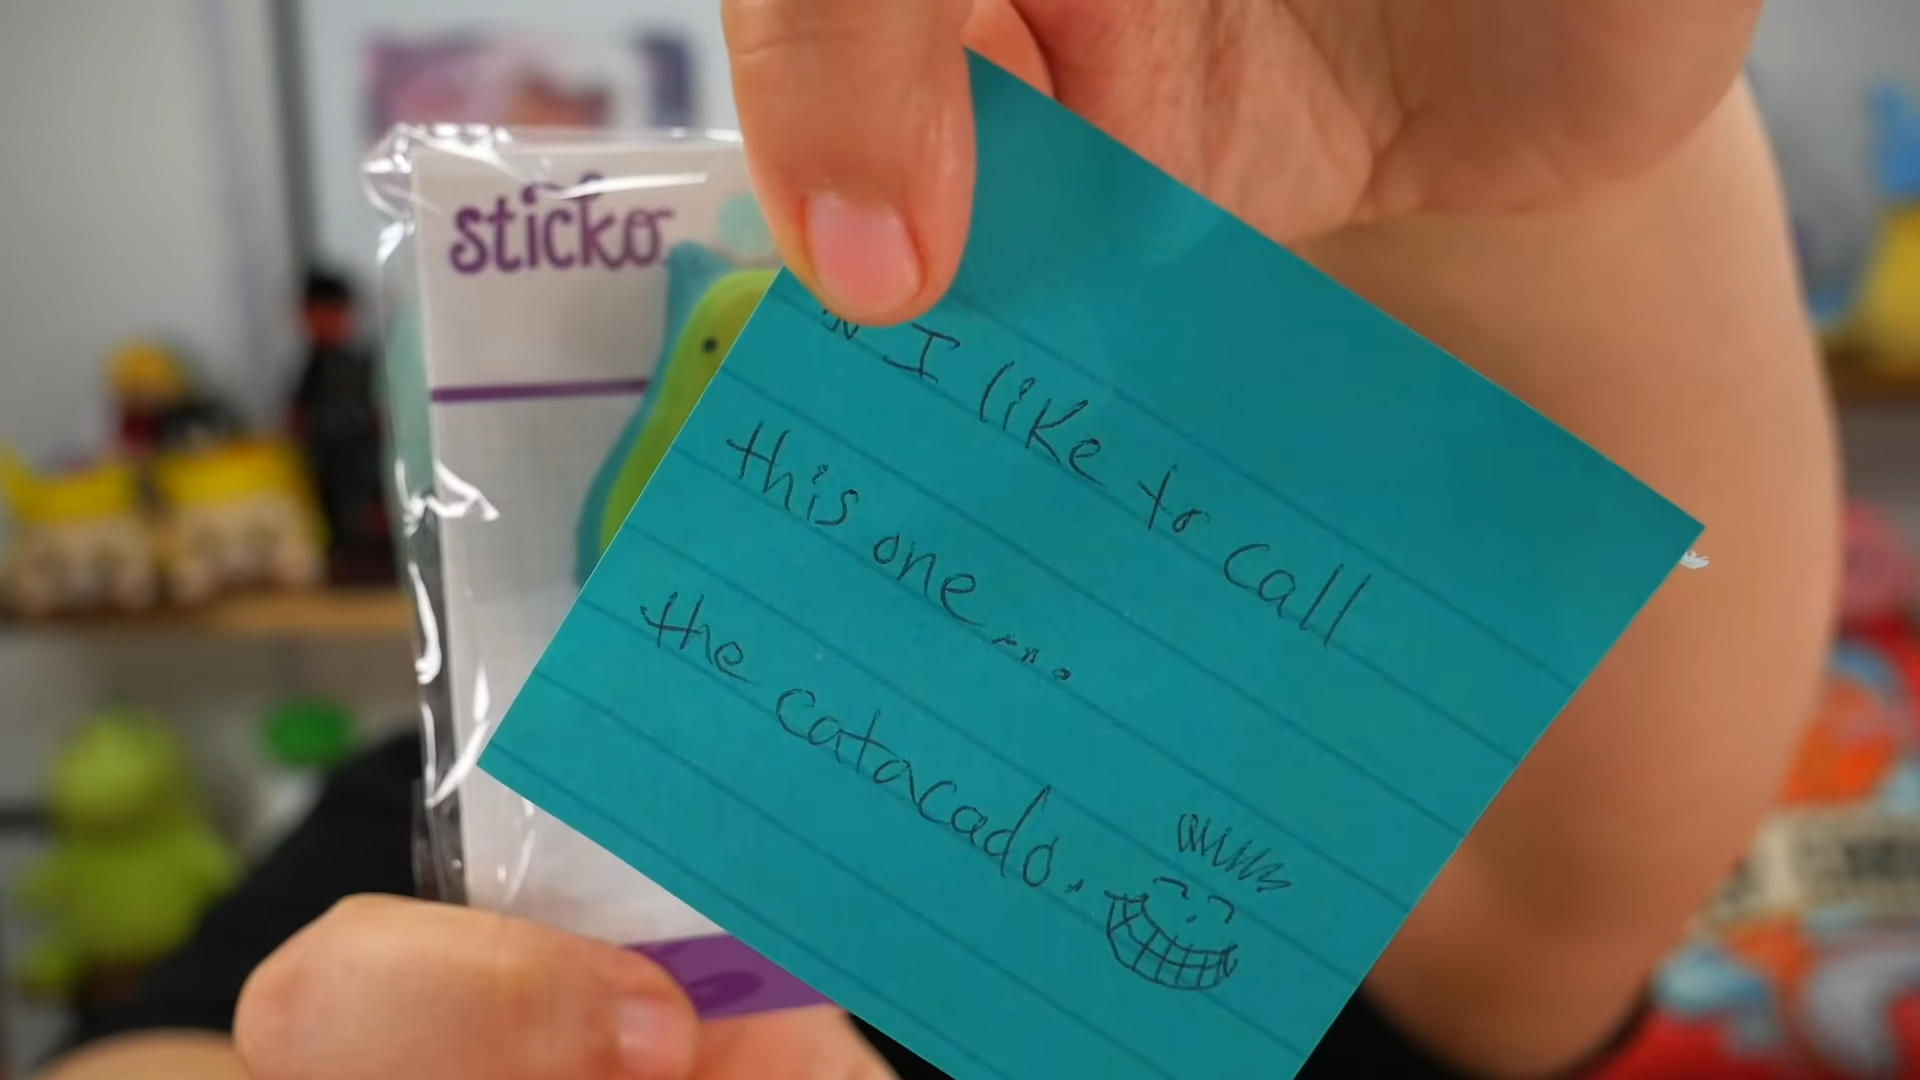 sticko
I like to call
this one....
the catacado.